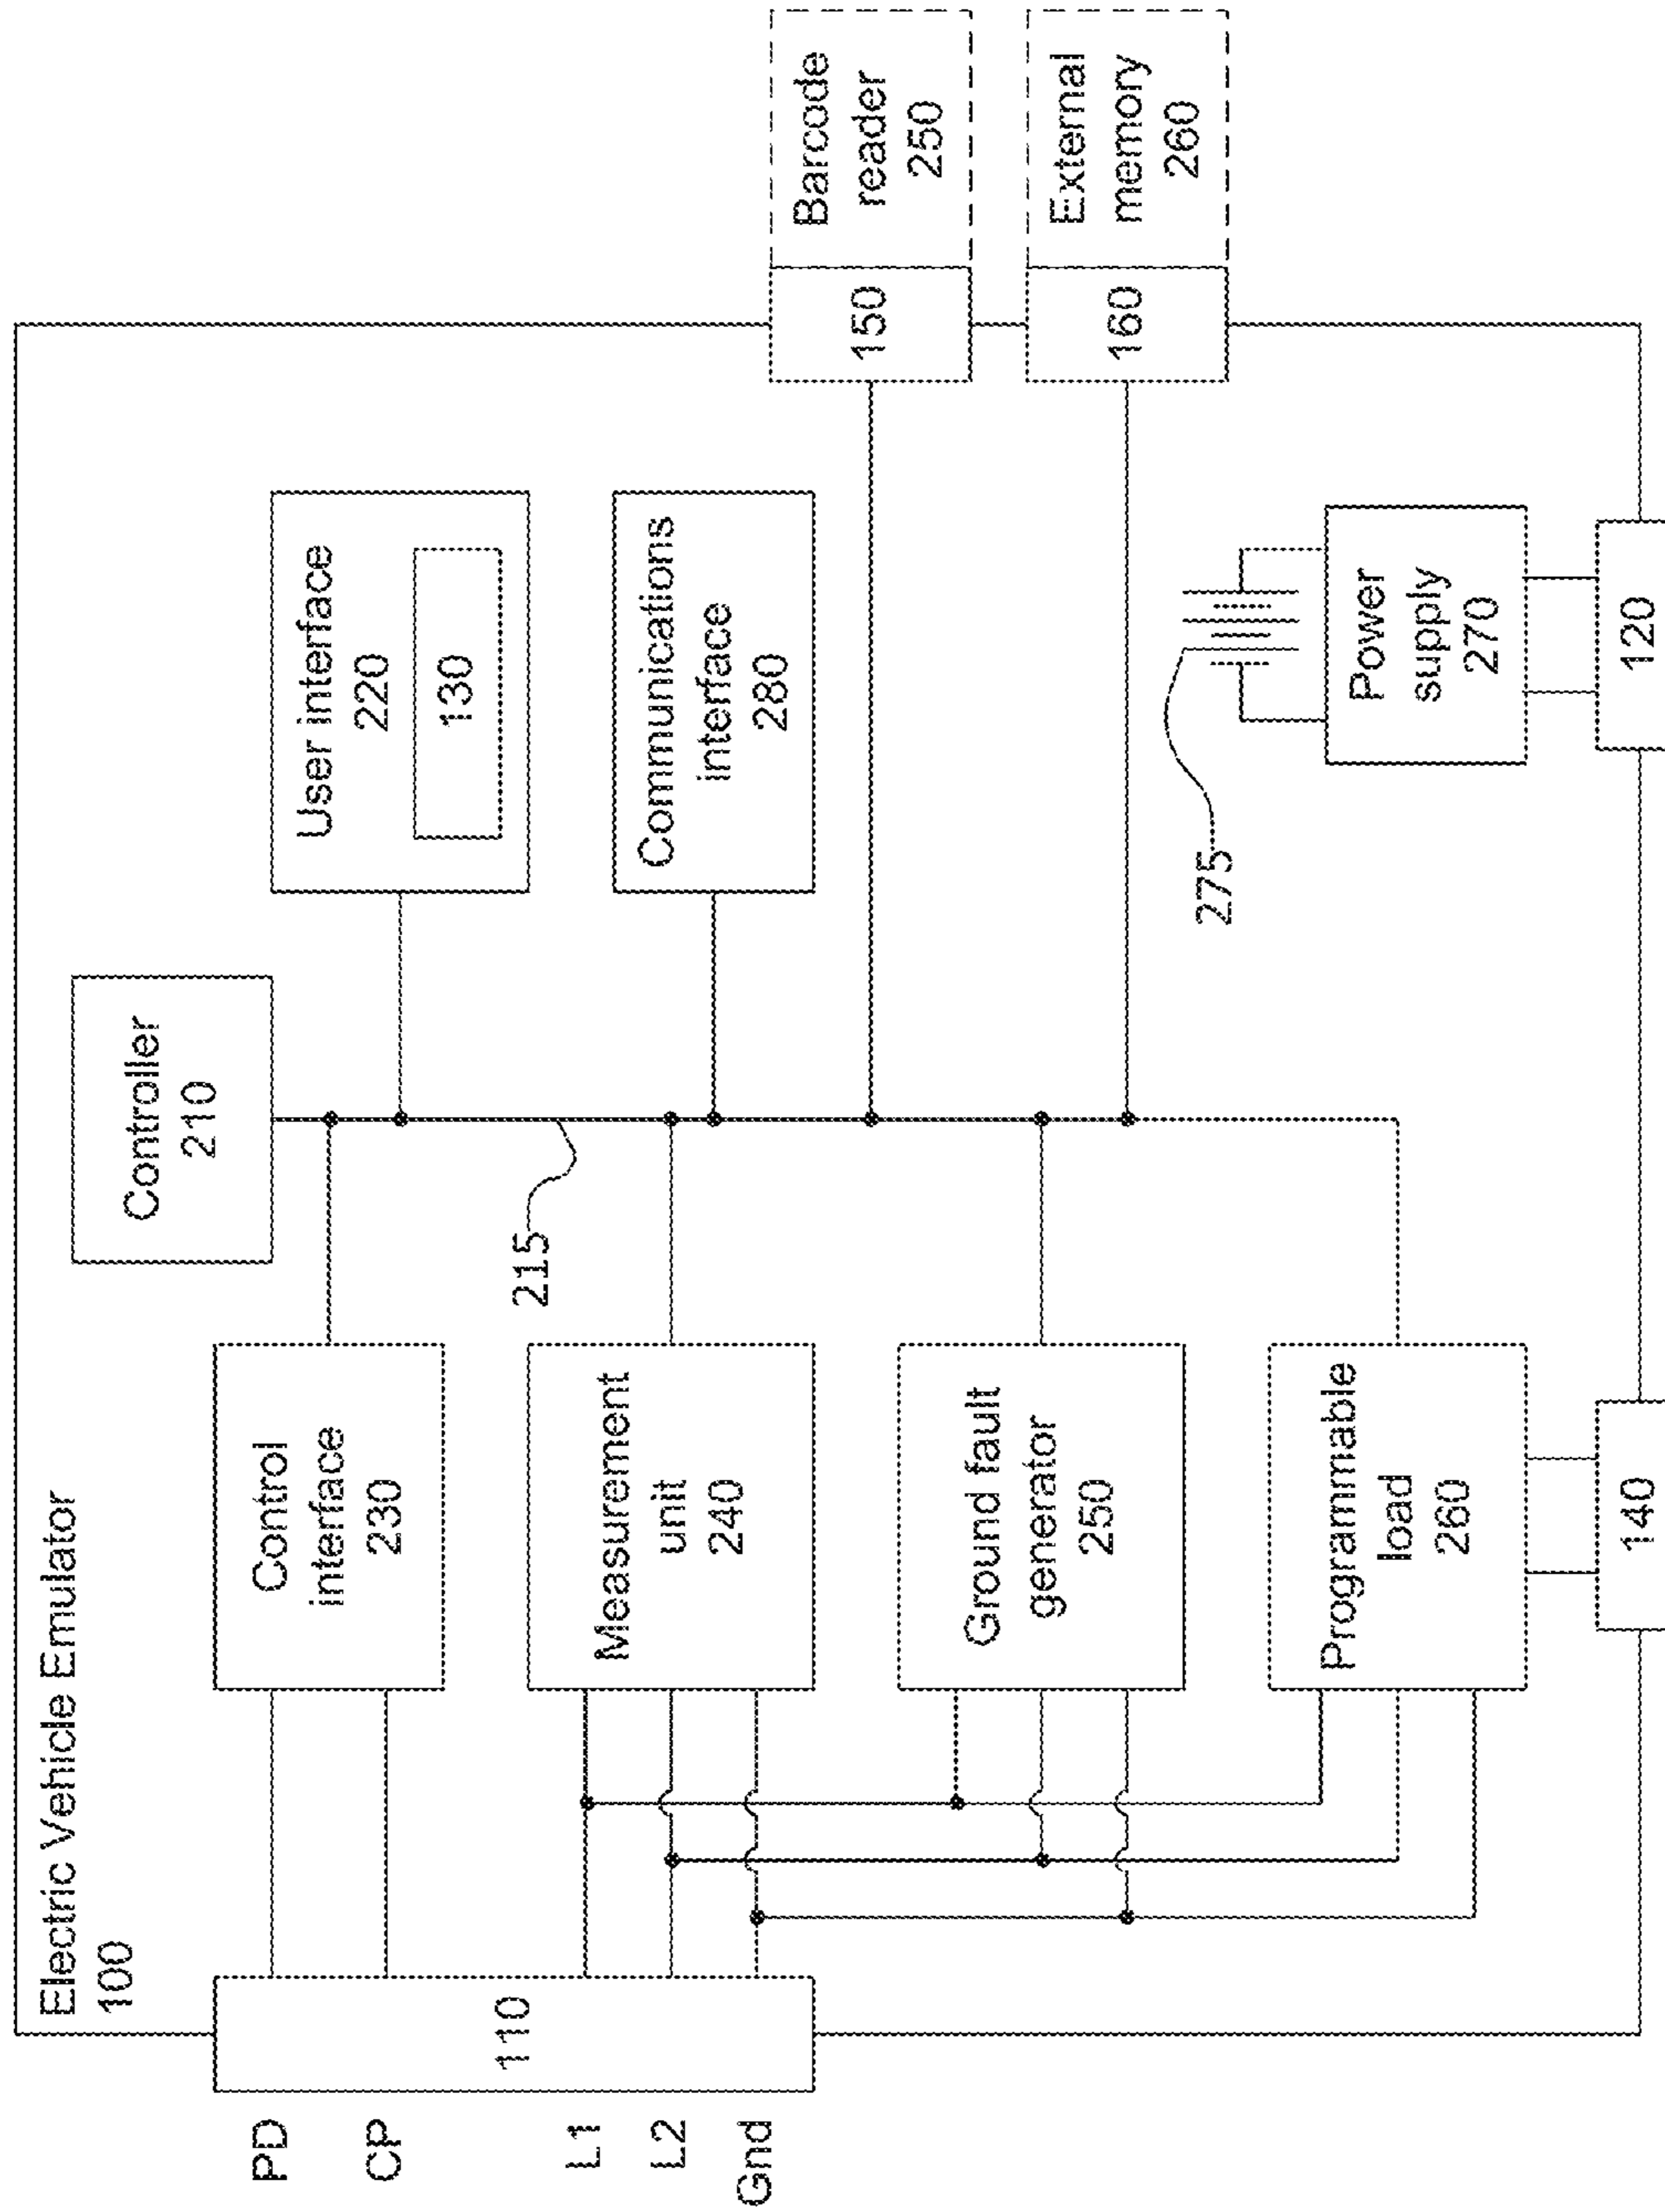 Electric Vehicle Emulator
100
Controller
210
PD
CP
L1
L2
Gnd
110
Control
interface
230
215
User interface
220
130
Measurement
unit
240
Communications
interface
280
Ground fault
generator
250
150
Barcode
reader
250
160
External
memory
260
Programmable
load
260
275
Power
supply
270
140
120